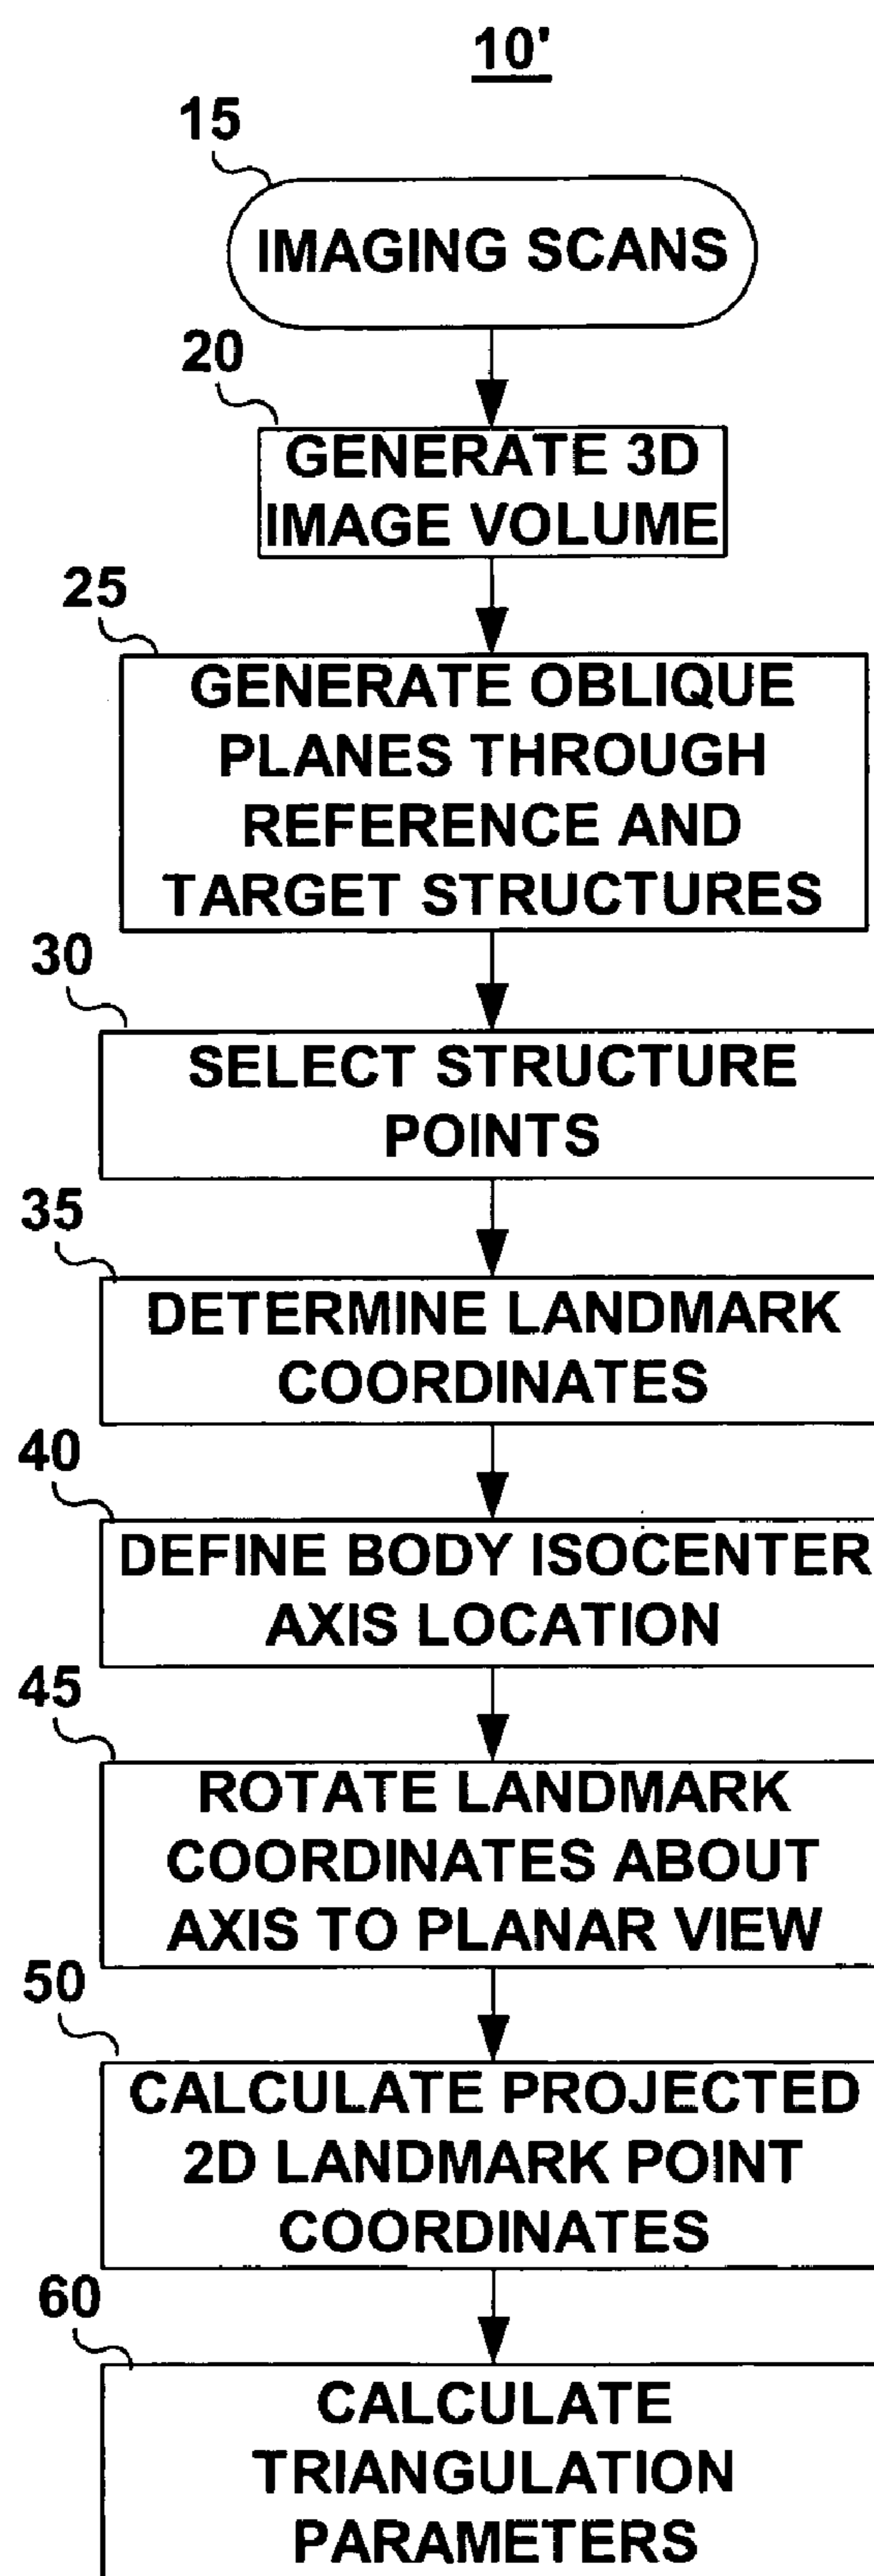 10'
15
IMAGING SCANS
20
GENERATE 3D
IMAGE VOLUME
25
GENERATE OBLIQUE
PLANES THROUGH
REFERENCE AND
TARGET STRUCTURES
30
SELECT STRUCTURE
POINTS
35
DETERMINE LANDMARK
COORDINATES
40
DEFINE BODY ISOCENTER
AXIS LOCATION
45
ROTATE LANDMARK
COORDINATES ABOUT
AXIS TO PLANAR VIEW
50
CALCULATE PROJECTED
2D LANDMARK POINT
COORDINATES
60
CALCULATE
TRIANGULATION
PARAMETERS